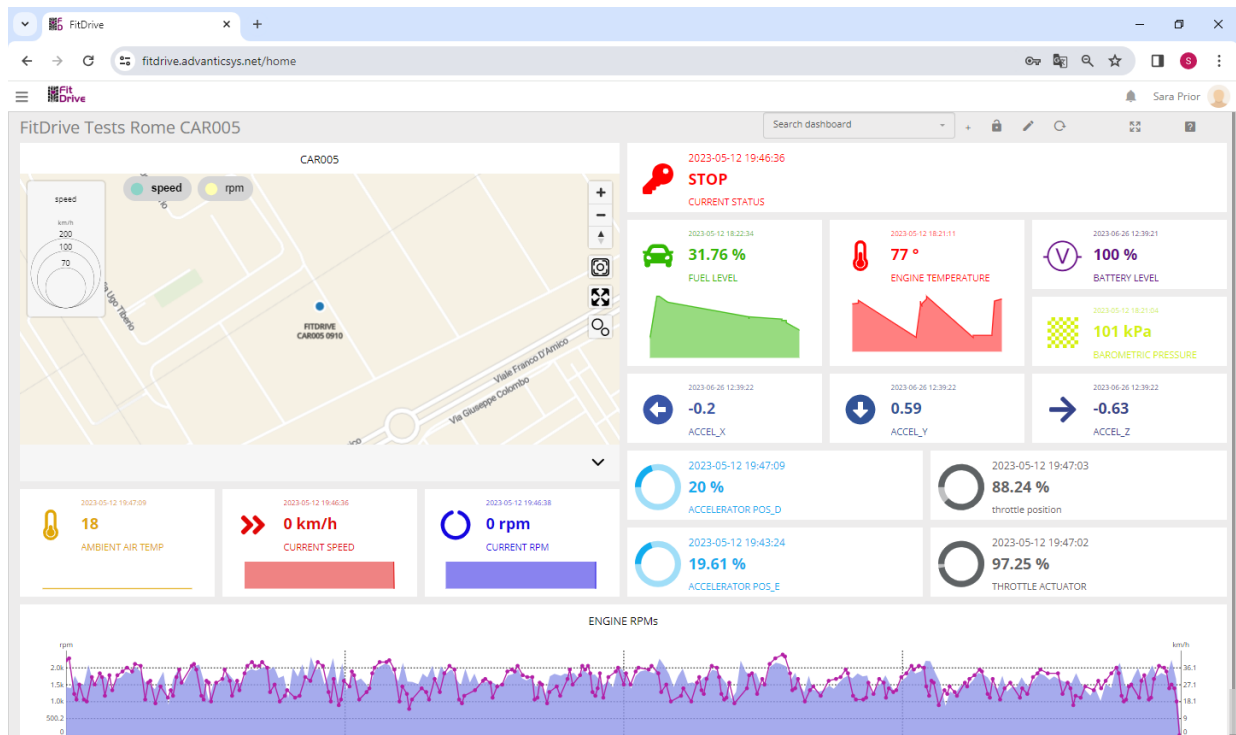 FitDrive
fitdrive.advanticsys.net/home
S
Fit
Drive
Sara Prior
FitDrive Tests Rome CAR005
Search dashboard
CAR005
speed
rpm
speed
km/h
200
100
70
Via Ugo Tiberio
FITDRIVE
CAR005 0910
Viale Franco D'Amico
Via Giuseppe Colombo
2023-05-12 19:46:36
STOP
CURRENT STATUS
2023-05-12 18:22:34
31.76 %
FUEL LEVEL
2023-05-12 18:21:11
77 °
ENGINE TEMPERATURE
V
2023-06-26 12:39:21
100 %
BATTERY LEVEL
2023-05-12 18:21:04
101 kPa
BAROMETRIC PRESSURE
2023-06-26 12:39:22
-0.2
ACCEL_X
2023-06-26 12:39:22
0.59
ACCEL_Y
2023-06-26 12:39:22
-0.63
ACCEL_Z
2023-05-12 19:47:09
20 %
ACCELERATOR POS_D
2023-05-12 19:47:03
88.24 %
throttle position
2023-05-12 19:43:24
19.61 %
ACCELERATOR POS_E
2023-05-12 19:47:02
97.25 %
THROTTLE ACTUATOR
2023-05-12 19:47:09
18
AMBIENT AIR TEMP
2023-05-12 19:46:36
0 km/h
CURRENT SPEED
2023-05-12 19:46:38
0 rpm
CURRENT RPM
ENGINE RPMs
rpm
2.0k
1.5k
1.0k
500.2
0
km/h
36.1
27.1
18.1
9
0